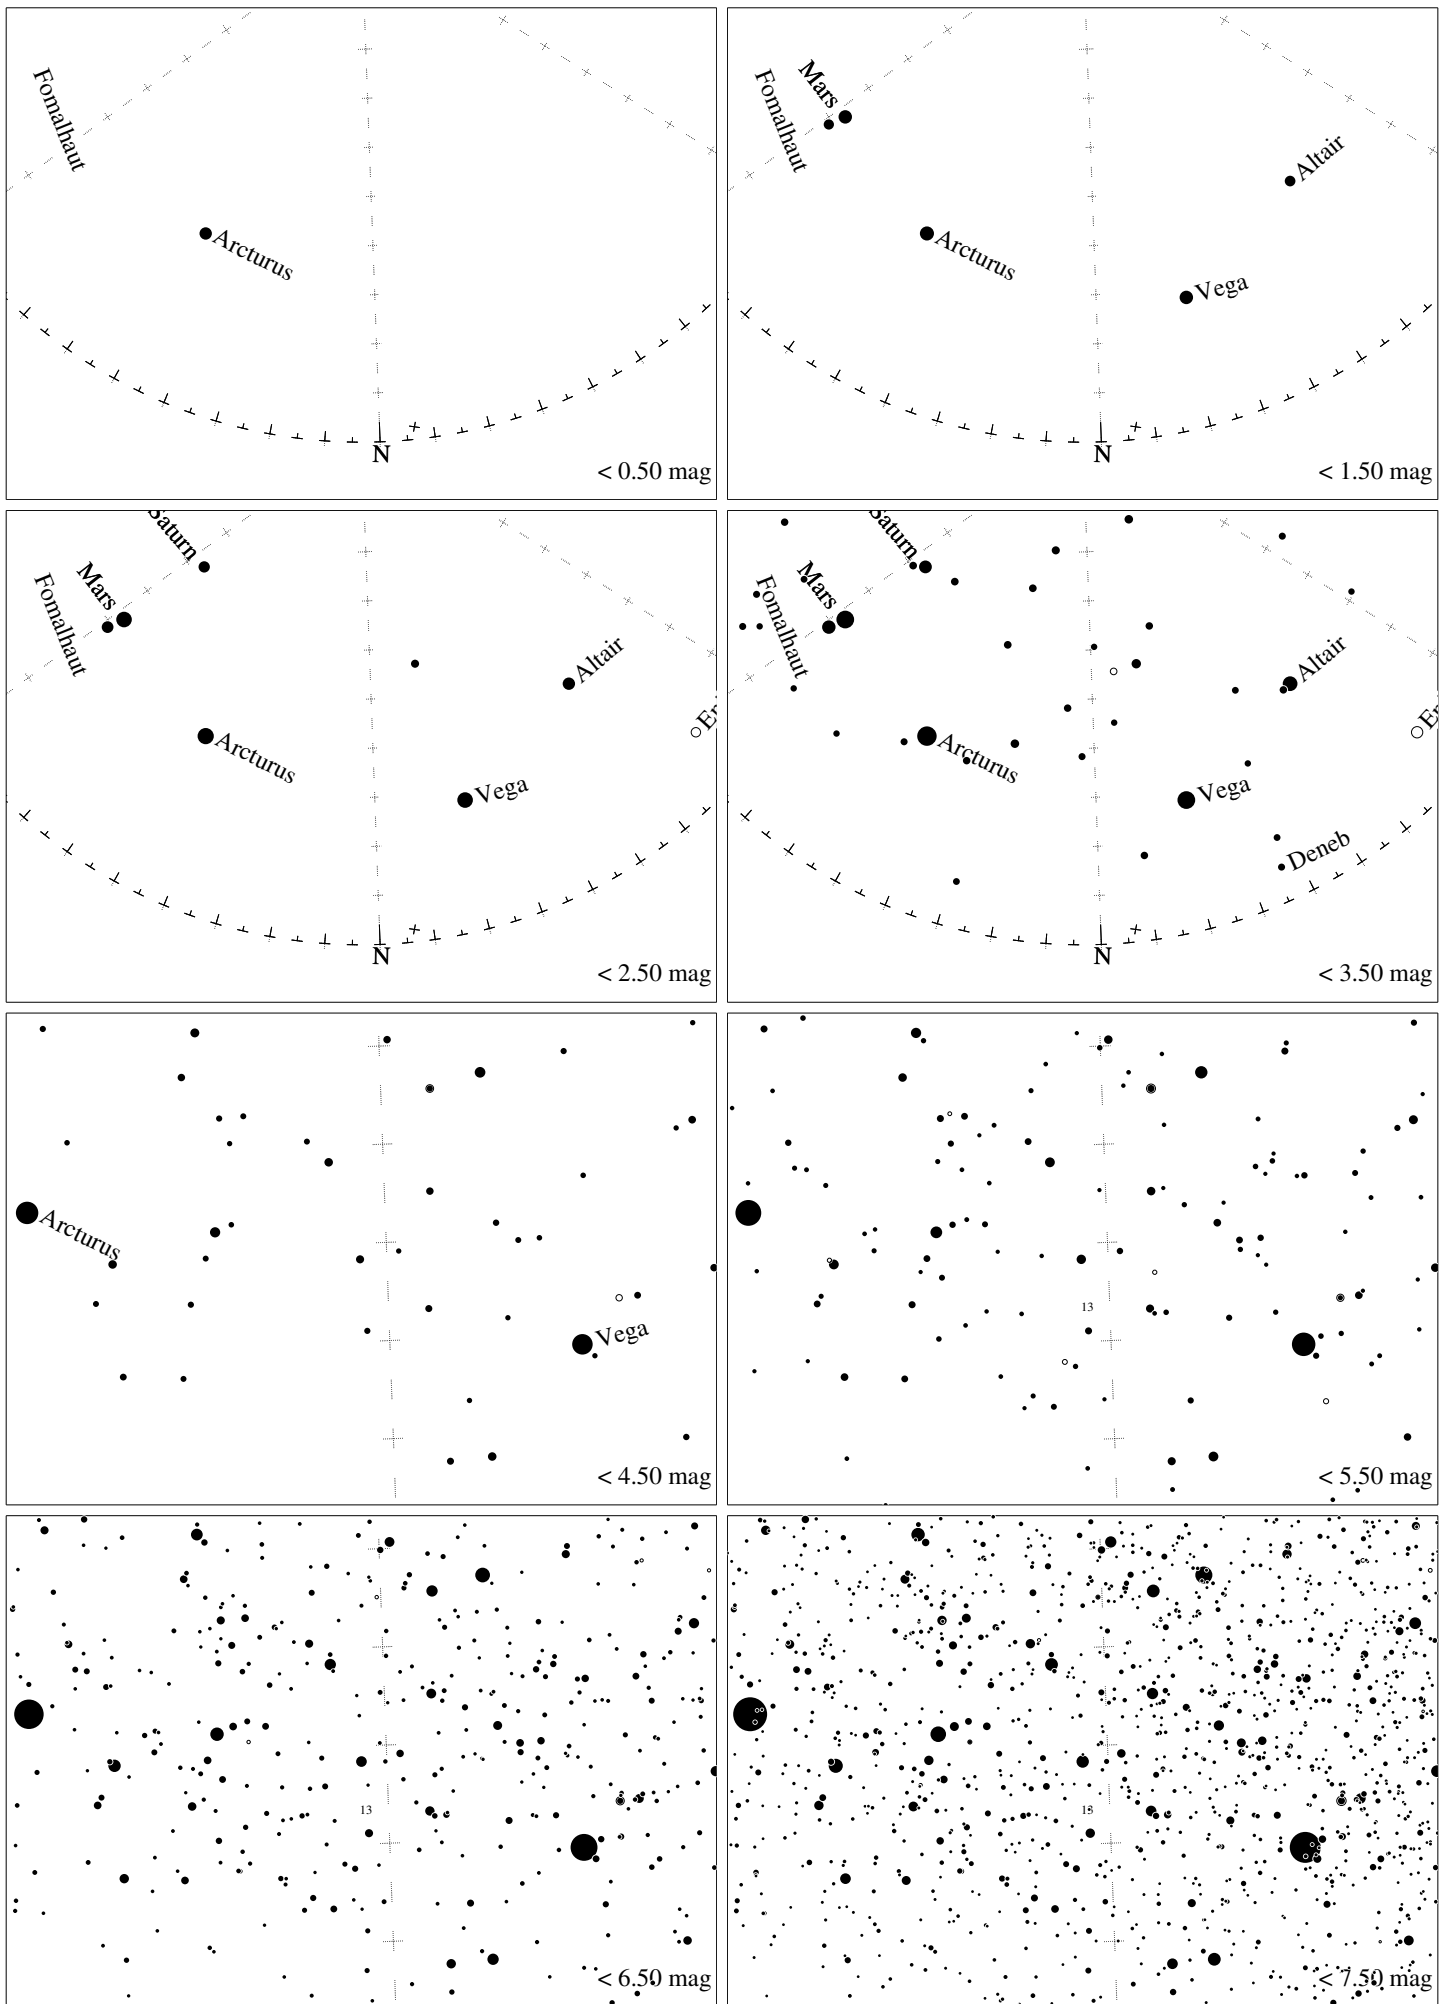 Fomalhaut
Arcturus
N
< 0.50 mag
Mars
Fomalhaut
Altair
Arcturus
Vega
N
< 1.50 mag
Saturn
Mars
Fomalhaut
Altair
Arcturus
Vega
N
< 2.50 mag
Saturn
Mars
Fomalhaut
Altair
Arcturus
Vega
Deneb
N
< 3.50 mag
Arcturus
Vega
< 4.50 mag
13
< 5.50 mag
13
< 6.50 mag
13
< 7.50 mag